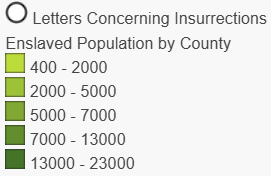 Letters Concerning Insurrections
Enslaved Population by County
400 - 2000
2000 - 5000
5000 - 7000
7000 - 13000
13000 - 23000